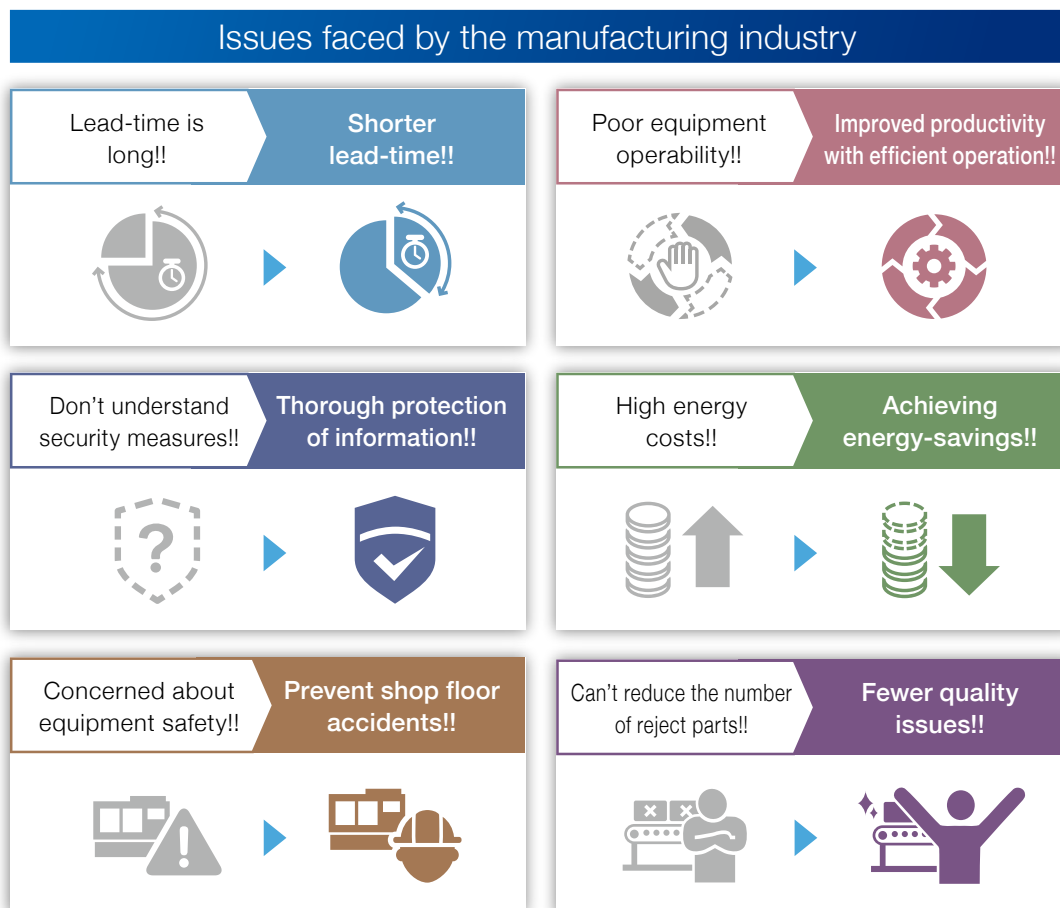 Issues faced by the manufacturing industry
Lead-time is
long!!
Shorter
lead-time!!
Poor equipment
operability!!
Improved productivity
with efficient operation!!
Don’t understand
security measures!!
Thorough protection
of information!!
?
High energy
costs!!
Achieving
energy-savings!!
Concerned about
equipment safety!!
Prevent shop floor
accidents!!
!
Can’t reduce the number
of reject parts!!
Fewer quality
issues!!